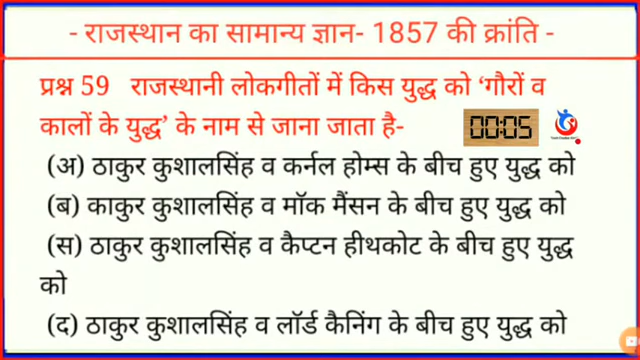 - राजस्थान का सामान्य ज्ञान- 1857 की क्रांति -
प्रश्न 59 राजस्थानी लोकगीतों में किस युद्ध को ‘गौरों व
कालों के युद्ध’ के नाम से जाना जाता है-
00:05
(अ) ठाकुर कुशालसिंह व कर्नल होम्स के बीच हुए युद्ध को
(ब) काकुर कुशालसिंह व मॉक मैंसन के बीच हुए युद्ध को
(स) ठाकुर कुशालसिंह व कैप्टन हीथकोट के बीच हुए युद्ध
को
(द) ठाकुर कुशालसिंह व लॉर्ड कैनिंग के बीच हुए युद्ध को